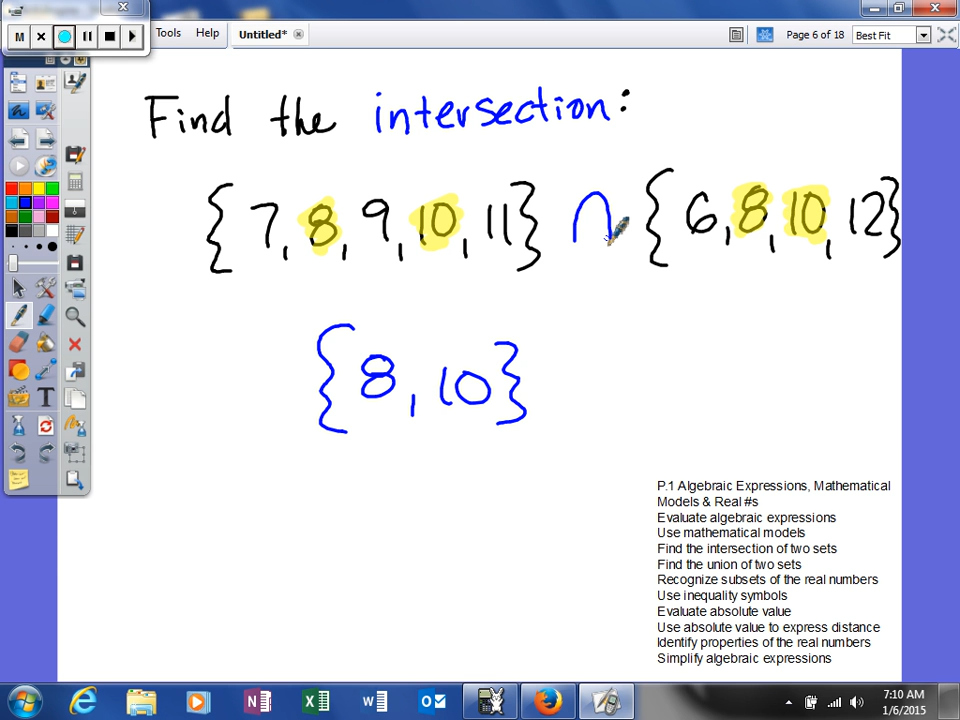 M
Tools Help Untitled* Page 6 of 18 Best Fit
Find the intersection:
{7, 8, 9, 10, 11} ∩ {6, 8, 10, 12}
{8, 10}
T
P.1 Algebraic Expressions, Mathematical
Models & Real #s
Evaluate algebraic expressions
Use mathematical models
Find the intersection of two sets
Find the union of two sets
Recognize subsets of the real numbers
Use inequality symbols
Evaluate absolute value
Use absolute value to express distance
Identify properties of the real numbers
Simplify algebraic expressions
7:10 AM
1/6/2015